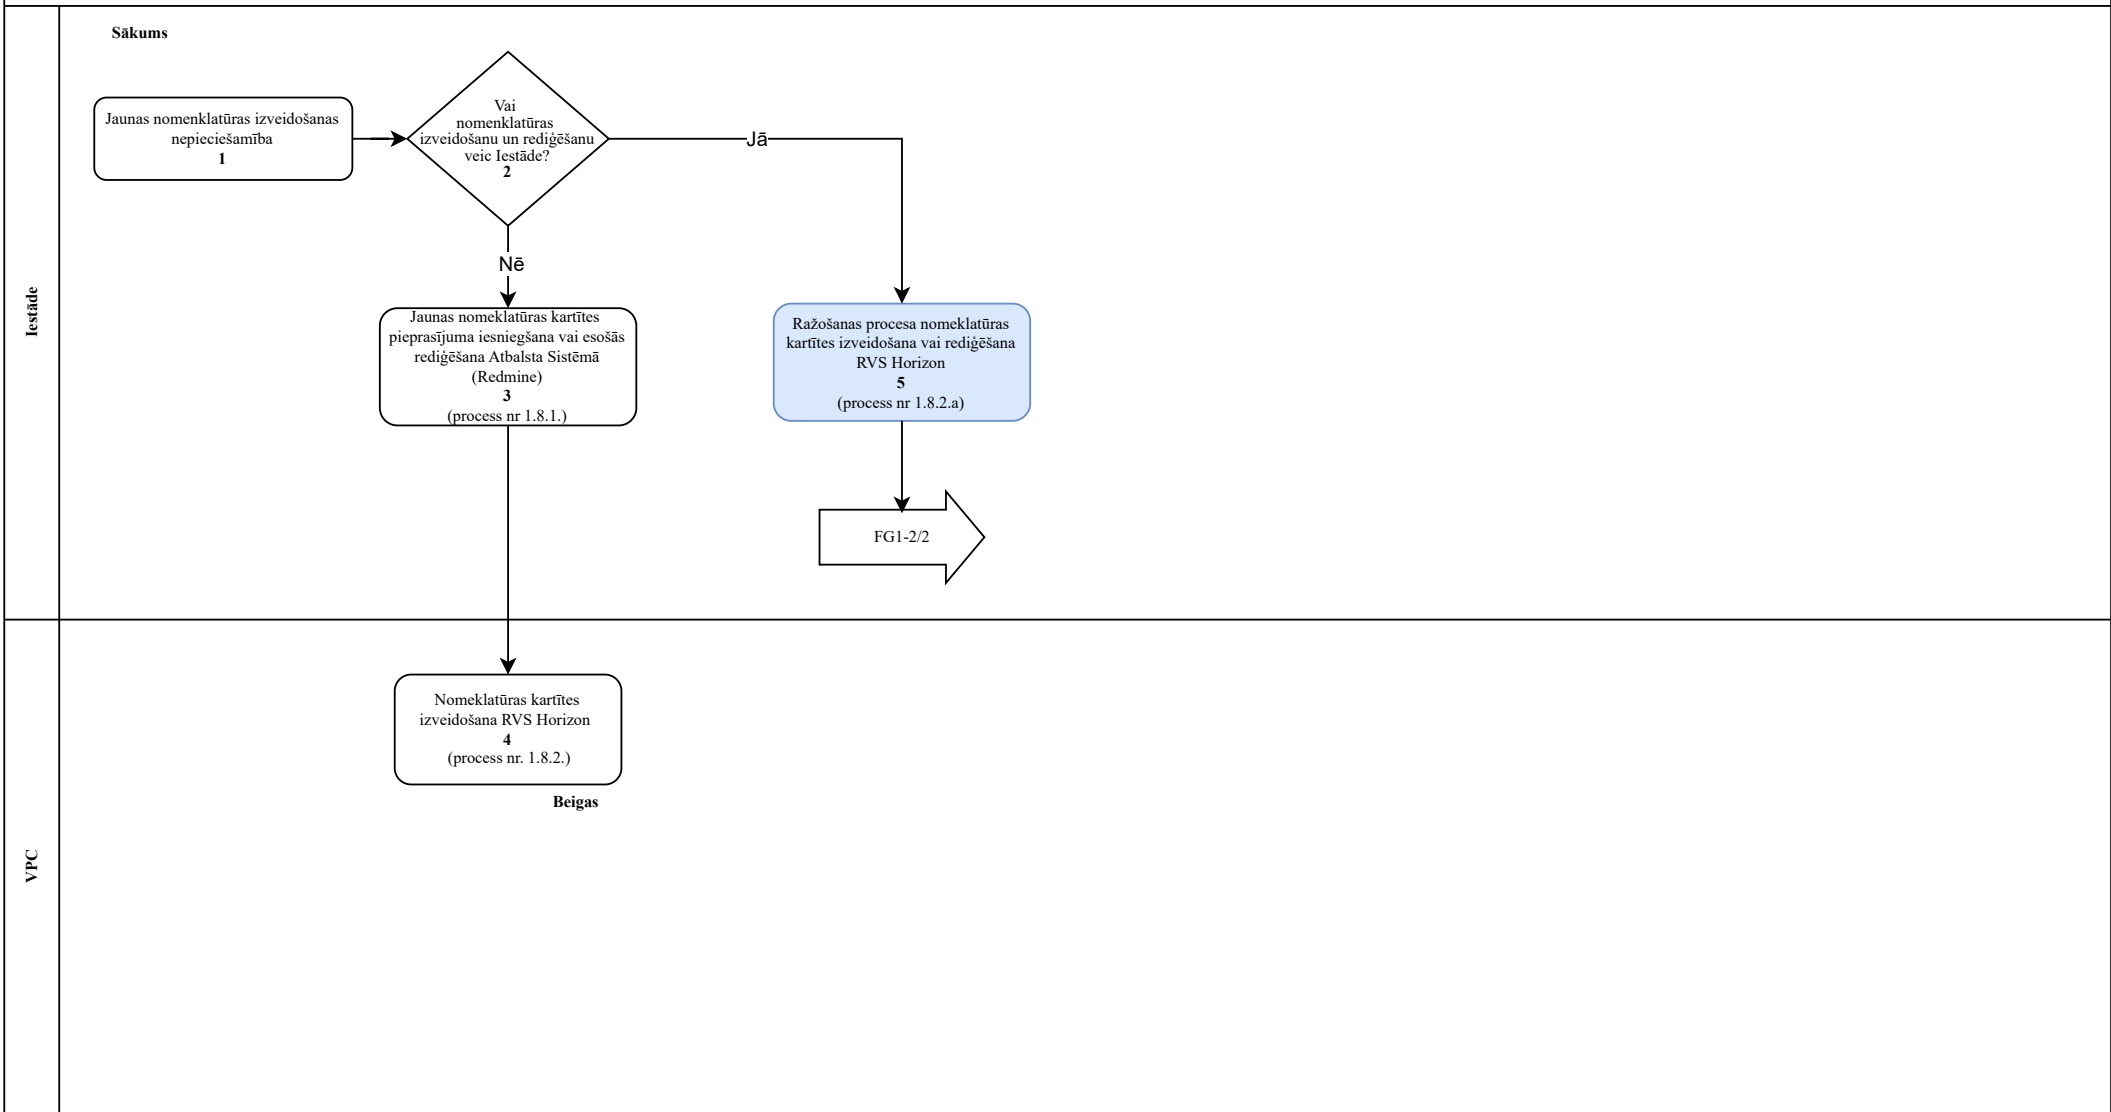 Sākums
Jaunas nomenklatūras izveidošanas
nepieciešamība
1
Vai
nomenklatūras
izveidošanu un rediģēšanu
veic Iestāde?
2
Jā
Nē
Jaunas nomeklatūras kartītes
pieprasījuma iesniegšana vai esošās
rediģēšana Atbalsta Sistēmā
(Redmine)
3
(process nr 1.8.1.)
Ražošanas procesa nomeklatūras
kartītes izveidošana vai rediģēšana
RVS Horizon
5
(process nr 1.8.2.a)
FG1-2/2
Iestāde
Nomeklatūras kartītes
izveidošana RVS Horizon
4
(process nr. 1.8.2.)
Beigas
VPC